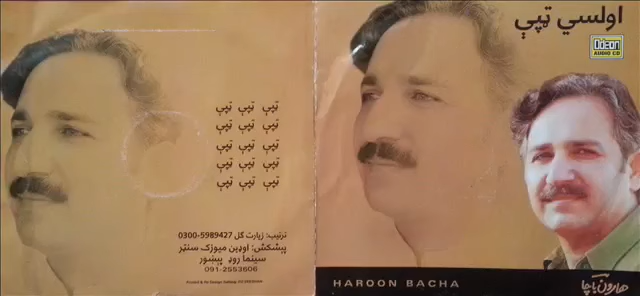 اولسي ټپې
Odeon
AUDIO CD
HAROON BACHA
هارون باچا
ټپې ټپې ټپې
ټپې ټپې ټپې
ټپې ټپې ټپې
ټپې ټپې ټپې
ټپې ټپې ټپې
ترتیب: زیارت گل 5989427-0300
پیشکش: اوډین میوزک سنټر
سینما روډ پېښور
091-2553606